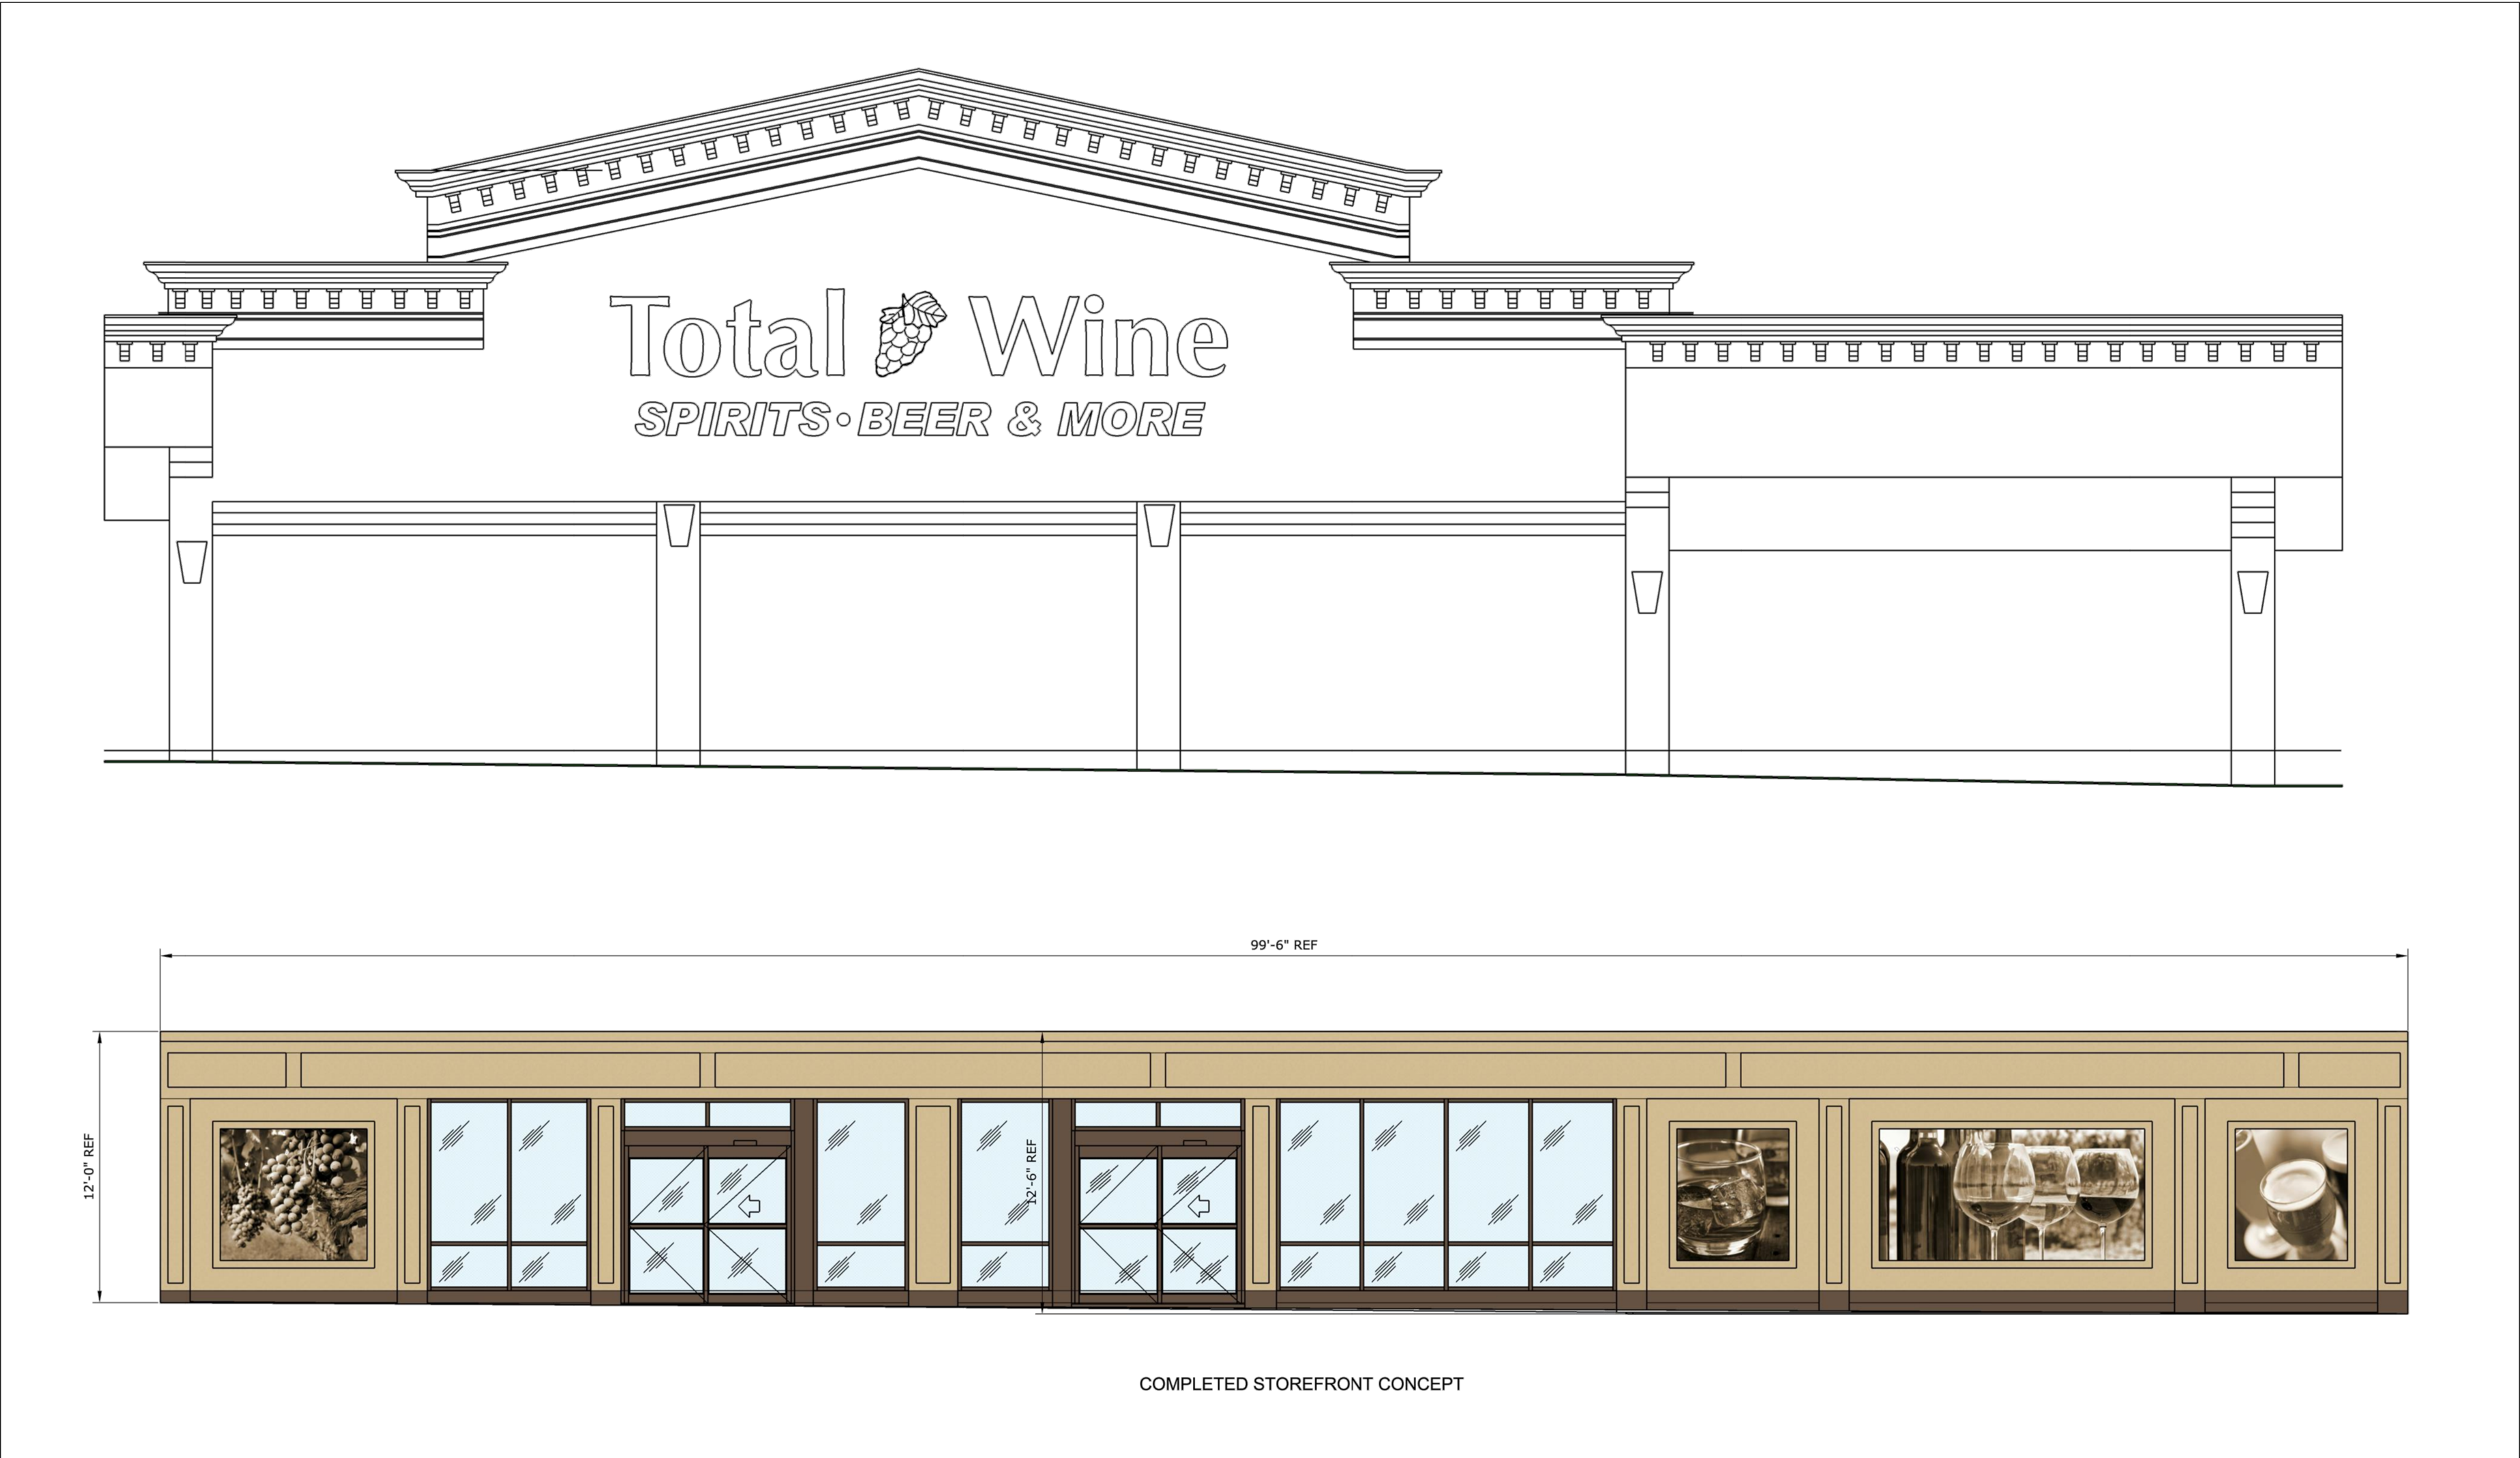 Total Wine
SPIRITS • BEER & MORE
99'-6" REF
12'-0" REF
12'-6" REF
COMPLETED STOREFRONT CONCEPT